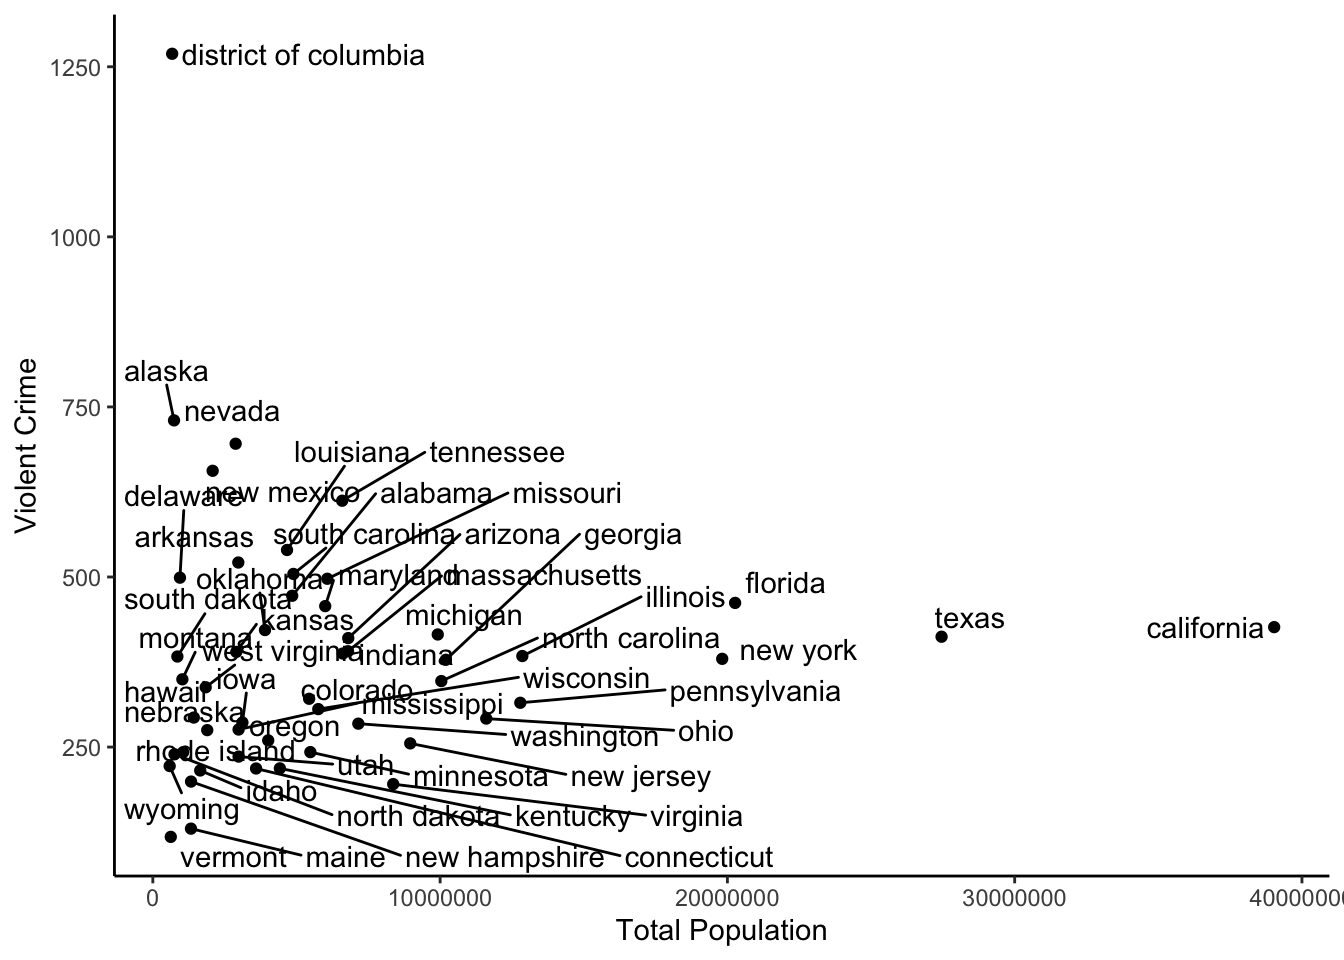 1250
1000
750
500
250
Violent Crime
district of columbia
alaska
nevada
louisiana
tennessee
delaware
new mexico
alabama
missouri
arkansas
south carolina
arizona
georgia
oklahoma
maryland
massachusetts
florida
south dakota
illinois
kansas
michigan
texas
california
montana
north carolina
west virginia
indiana
new york
hawaii
iowa
colorado
wisconsin
pennsylvania
nebraska
mississippi
oregon
washington
ohio
rhode island
utah
minnesota
new jersey
idaho
wyoming
north dakota
kentucky
virginia
vermont
maine
new hampshire
connecticut
0
10000000
20000000
30000000
Total Population